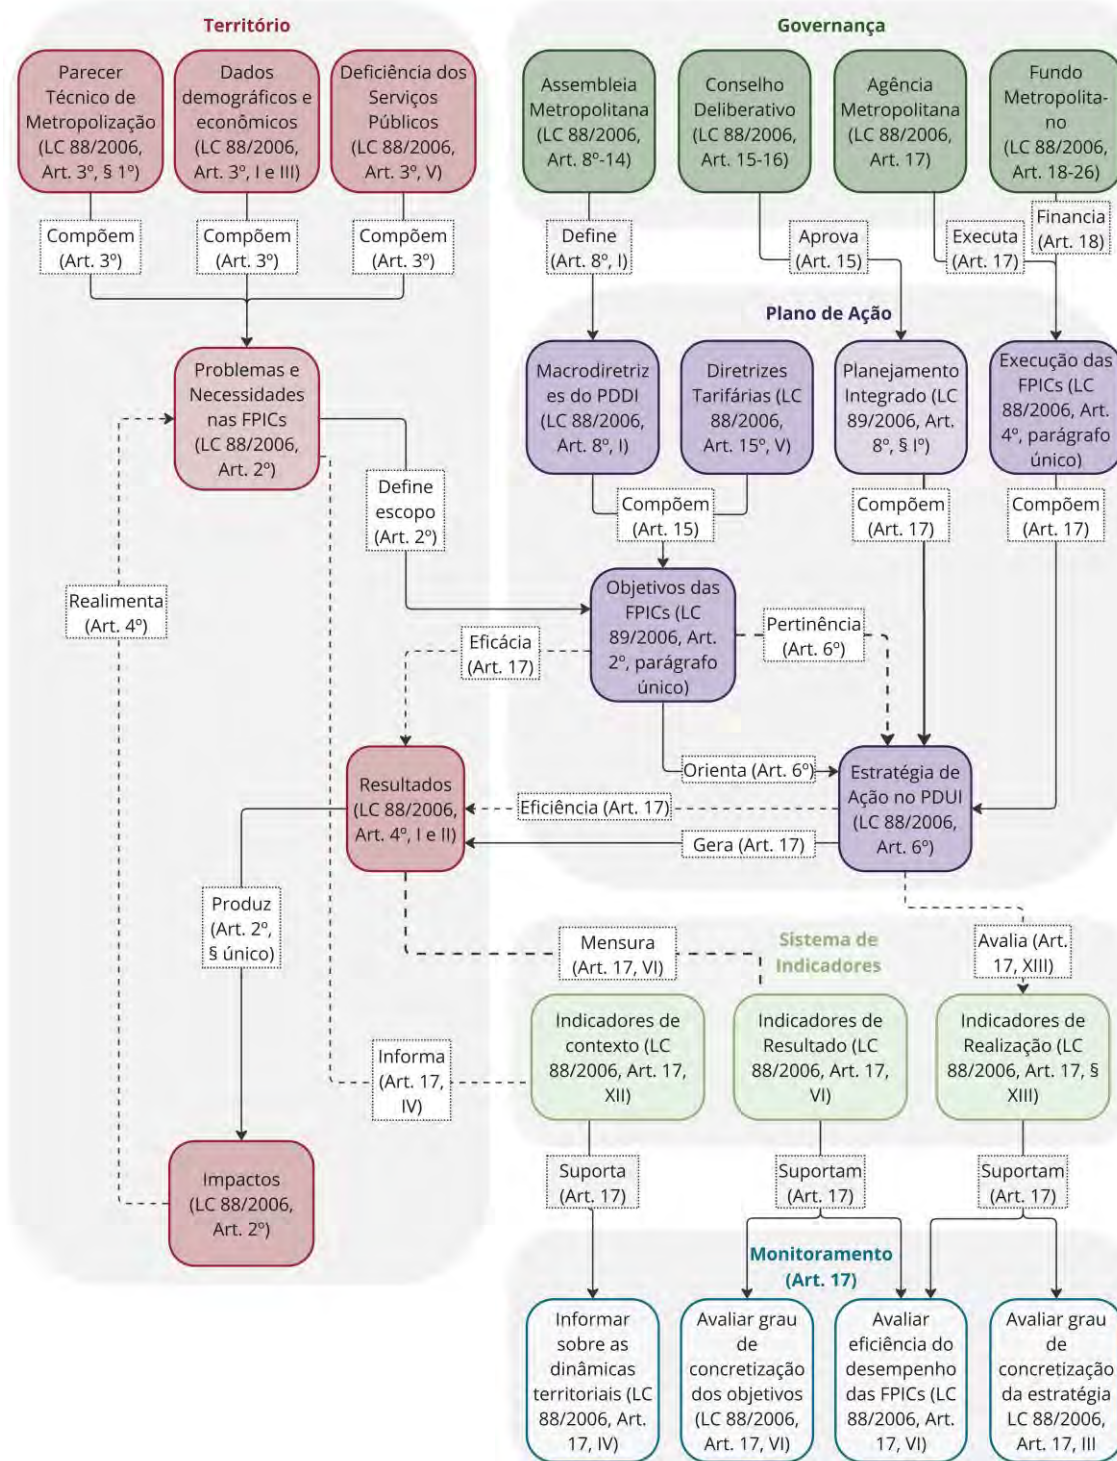 Território
Parecer
Técnico de
Metropolização
(LC 88/2006,
Art. 3º, § 1º)
Dados
demográficos e
econômicos
(LC 88/2006,
Art. 3º, I e III)
Deficiência dos
Serviços
Públicos
(LC 88/2006,
Art. 3º, V)
Compõem
(Art. 3º)
Compõem
(Art. 3º)
Compõem
(Art. 3º)
Problemas e
Necessidades
nas FPICs
(LC 88/2006,
Art. 2º)
Define
escopo
(Art. 2º)
Realimenta
(Art. 4º)
Governança
Assembleia
Metropolitana
(LC 88/2006,
Art. 8º-14)
Conselho
Deliberativo
(LC 88/2006,
Art. 15-16)
Agência
Metropolitana
(LC 88/2006,
Art. 17)
Fundo
Metropolita-
no
(LC 88/2006,
Art. 18-26)
Define
(Art. 8º, I)
Aprova
(Art. 15)
Executa
(Art. 17)
Financia
(Art. 18)
Plano de Ação
Macrodiretriz
es do PDDI
(LC 88/2006,
Art. 8º, I)
Diretrizes
Tarifárias (LC
88/2006,
Art. 15º, V)
Planejamento
Integrado (LC
89/2006, Art.
8º, § Iº)
Execução das
FPICs (LC
88/2006, Art.
4º, parágrafo
único)
Compõem
(Art. 15)
Compõem
(Art. 17)
Compõem
(Art. 17)
Objetivos das
FPICs (LC
89/2006, Art.
2º, parágrafo
único)
Eficácia
(Art. 17)
Pertinência
(Art. 6º)
Orienta (Art. 6º)
Resultados
(LC 88/2006,
Art. 4º, I e II)
Eficiência (Art. 17)
Gera (Art. 17)
Estratégia de
Ação no PDUI
(LC 88/2006,
Art. 6º)
Produz
(Art. 2º,
§ único)
Mensura
(Art. 17, VI)
Sistema de
Indicadores
Avalia (Art.
17, XIII)
Informa
(Art. 17,
IV)
Indicadores de
contexto (LC
88/2006, Art. 17,
XII)
Indicadores de
Resultado (LC
88/2006, Art. 17,
VI)
Indicadores de
Realização (LC
88/2006, Art. 17, §
XIII)
Impactos
(LC 88/2006,
Art. 2º)
Suporta
(Art. 17)
Suportam
(Art. 17)
Suportam
(Art. 17)
Monitoramento
(Art. 17)
Informar
sobre as
dinâmicas
territoriais (LC
88/2006, Art.
17, IV)
Avaliar grau
de
concretização
dos objetivos
(LC 88/2006,
Art. 17, VI)
Avaliar
eficiência do
desempenho
das FPICs (LC
88/2006, Art.
17, VI)
Avaliar grau
de
concretização
da estratégia
LC 88/2006,
Art. 17, III